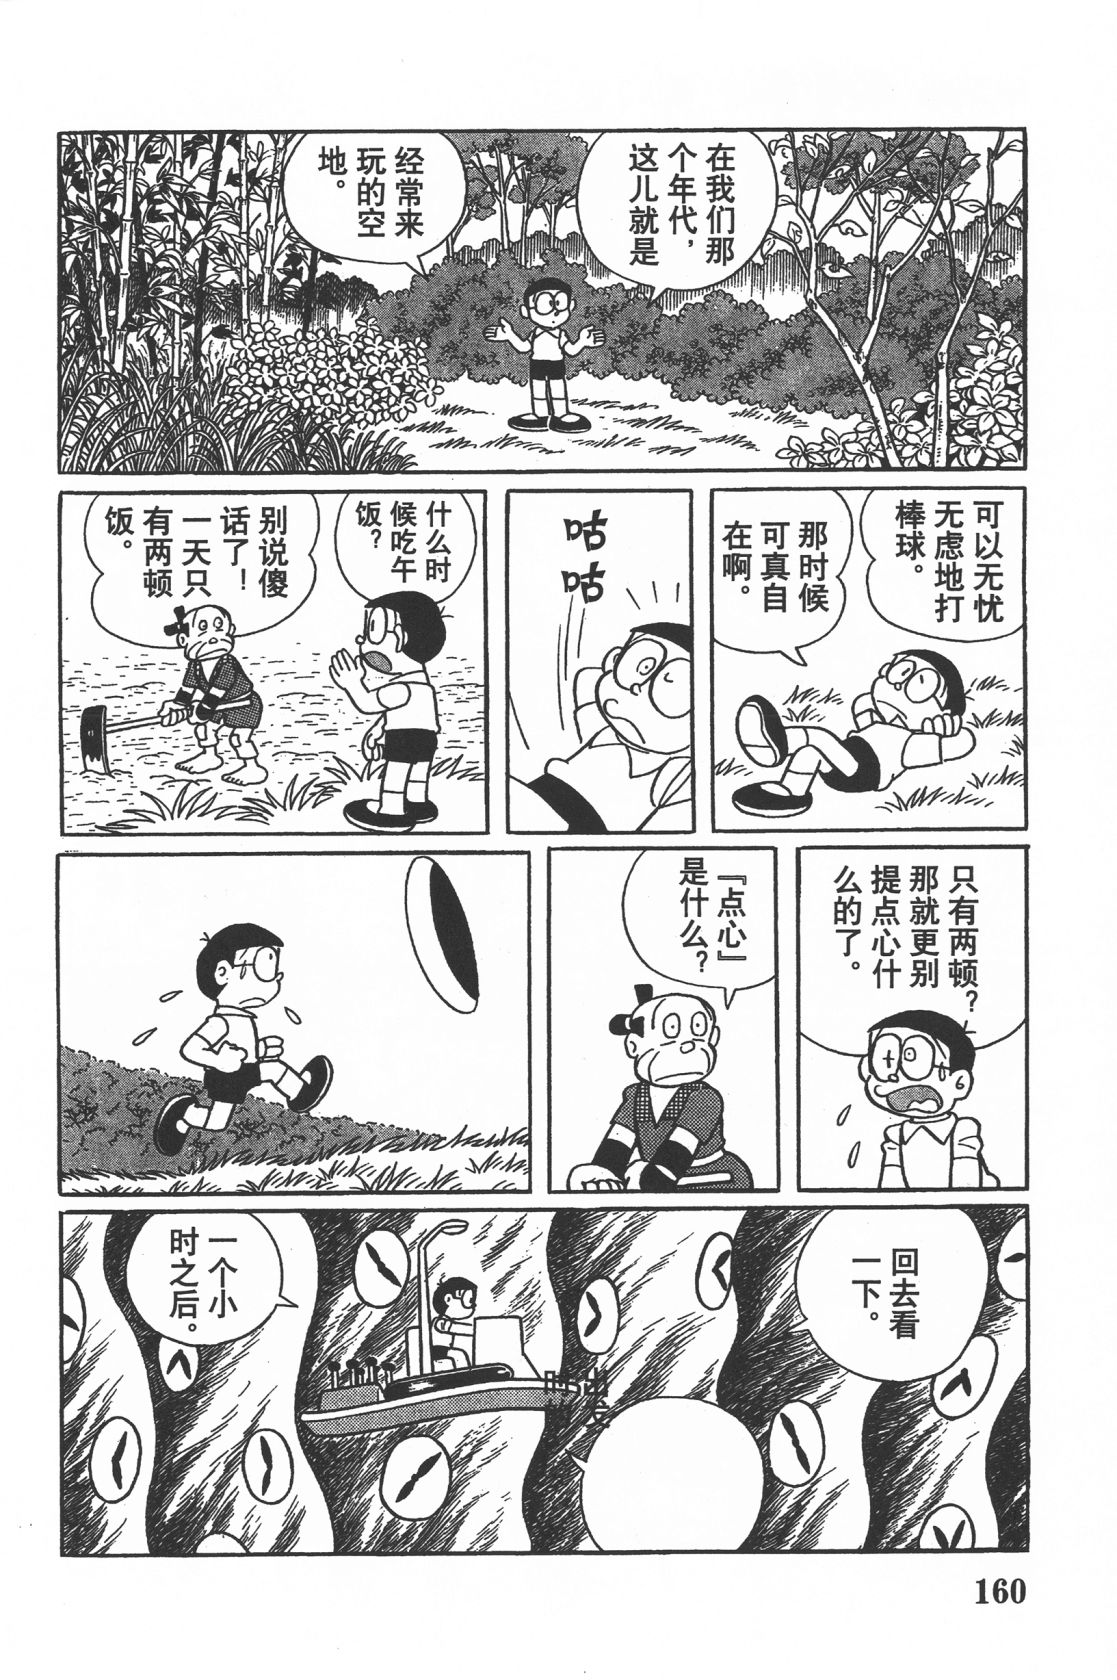 在我们那
个年代，
这儿就是
经常来
玩的空
地。
可以无忧
无虑地打
棒球。
那时候
可真自
在啊。
咕咕
什么时
候吃午
饭？
别说傻
话了！
一天只
有两顿
饭。
只有两顿？
那就更别
提点心什
么的了。
『点心』
是什么？
回去看
一下。
一个小
时之后。
160